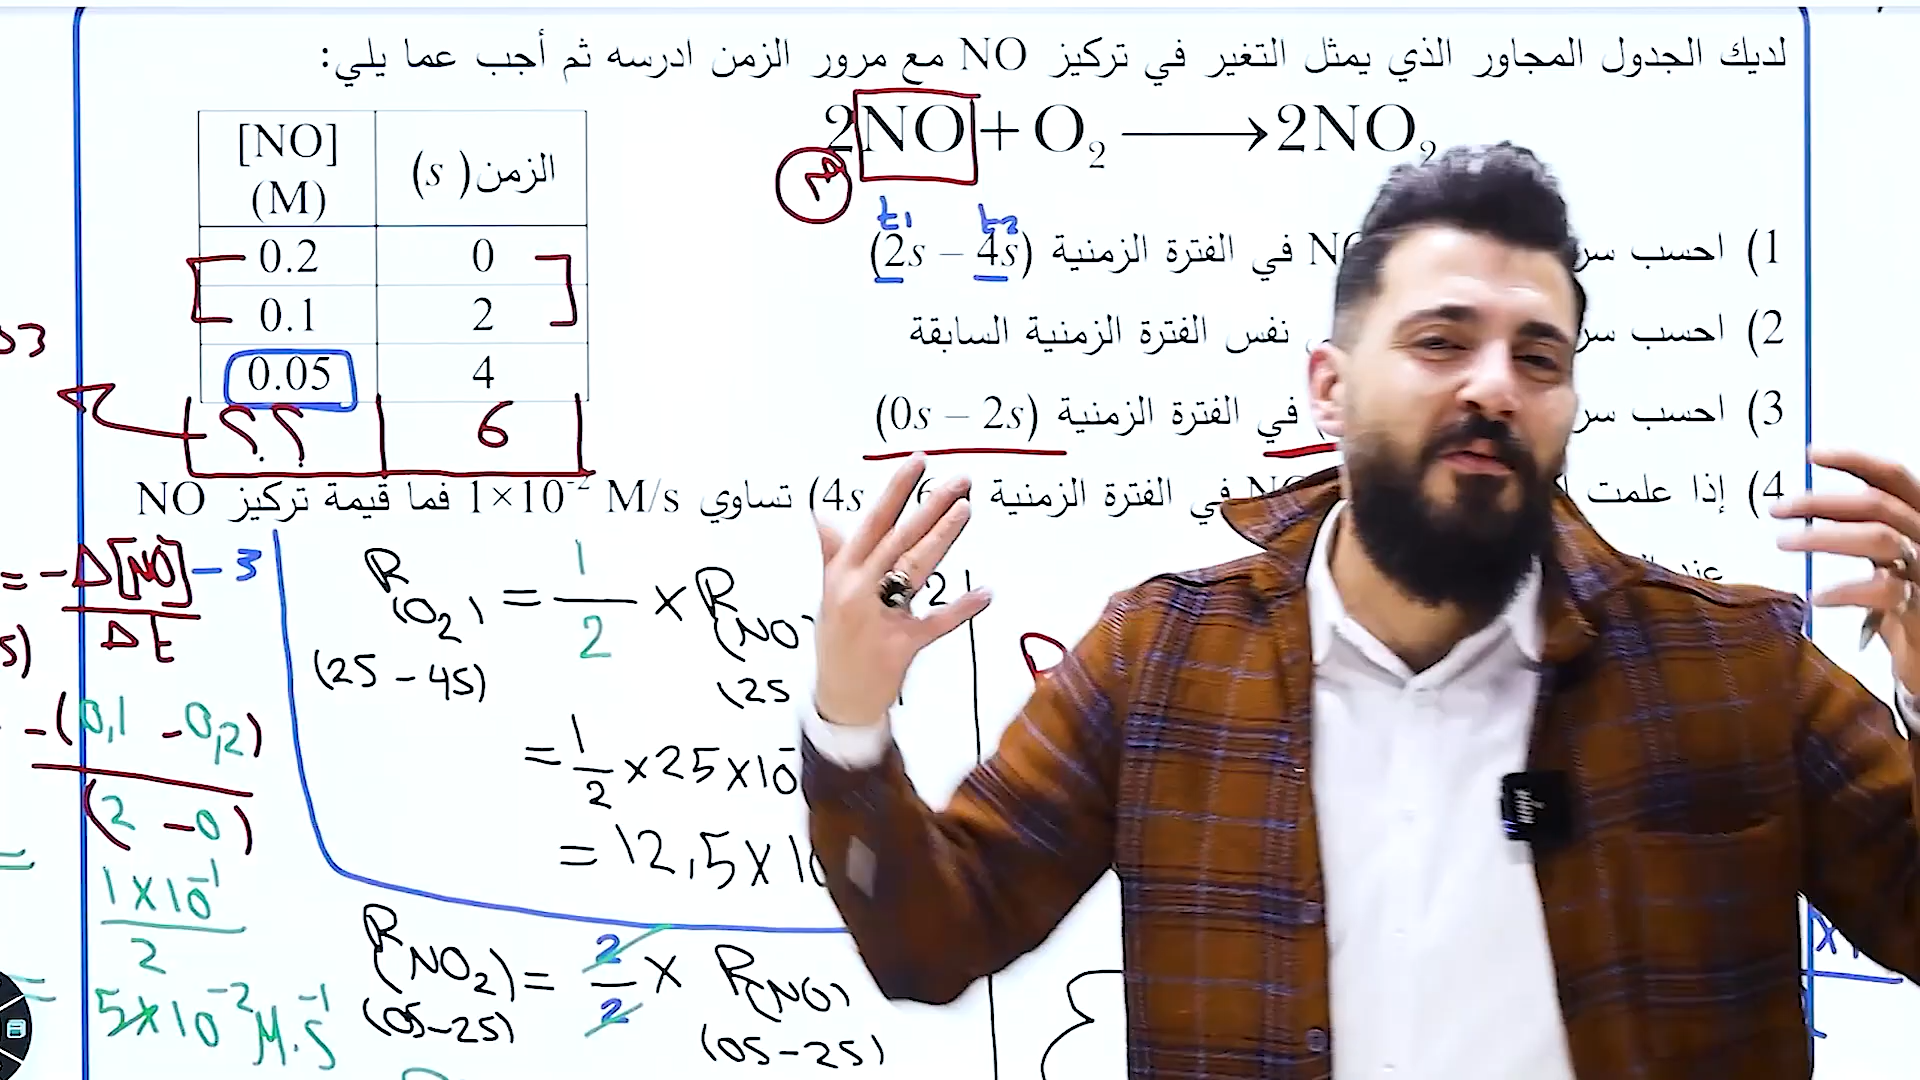 لديك الجدول المجاور الذي يمثل التغير في تركيز NO مع مرور الزمن ادرسه ثم أجب عما يلي:
2NO + O₂ ⟶ 2NO₂
[NO] (M) الزمن (s)
0.2 0
0.1 2
0.05 4
؟؟ 6
t1 t2
1) احسب في الفترة الزمنية (2s – 4s)
2) احسب نفس الفترة الزمنية السابقة
3) احسب في الفترة الزمنية (0s – 2s)
4) إذا علمت NO في الفترة الزمنية (4s 6 تساوي 1×10⁻² M/s فما قيمة تركيز NO
= -Δ[NO] - 3
Δt
-(0,1 -0,2)
(2 -0)
1×10⁻¹
2
5×10⁻² M.S⁻¹
R(O₂) = 1/2 × R(NO
(2S - 4S) (2S
= 1/2 ×25×10⁻
= 12,5×10
R(NO₂) = 2/2 × R(NO)
(0S-2S) (0S-2S)